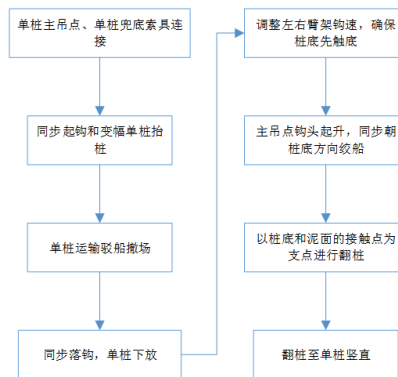 单桩主吊点、单桩兜底索具连
接
同步起钩和变幅单桩抬
桩
单桩运输驳船撤场
同步落钩，单桩下放
调整左右臂架钩速，确保
桩底先触底
主吊点钩头起升，同步朝
桩底方向绞船
以桩底和泥面的接触点为
支点进行翻桩
翻桩至单桩竖直